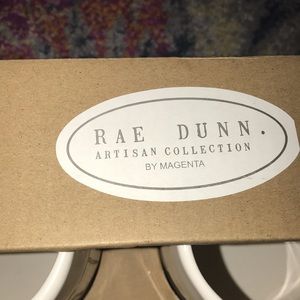 RAE DUNN.
ARTISAN COLLECTION
BY MAGENTA